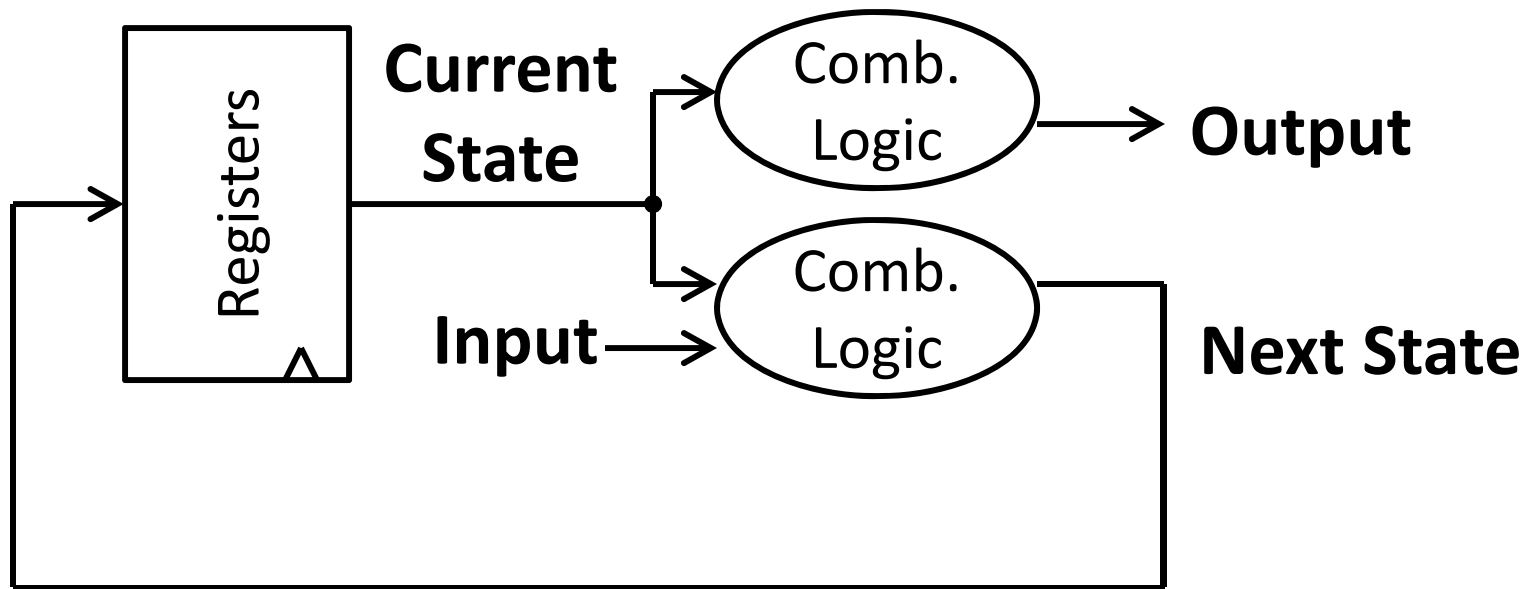 Registers
Current
State
Comb.
Logic
Output
Comb.
Logic
Input
Next State